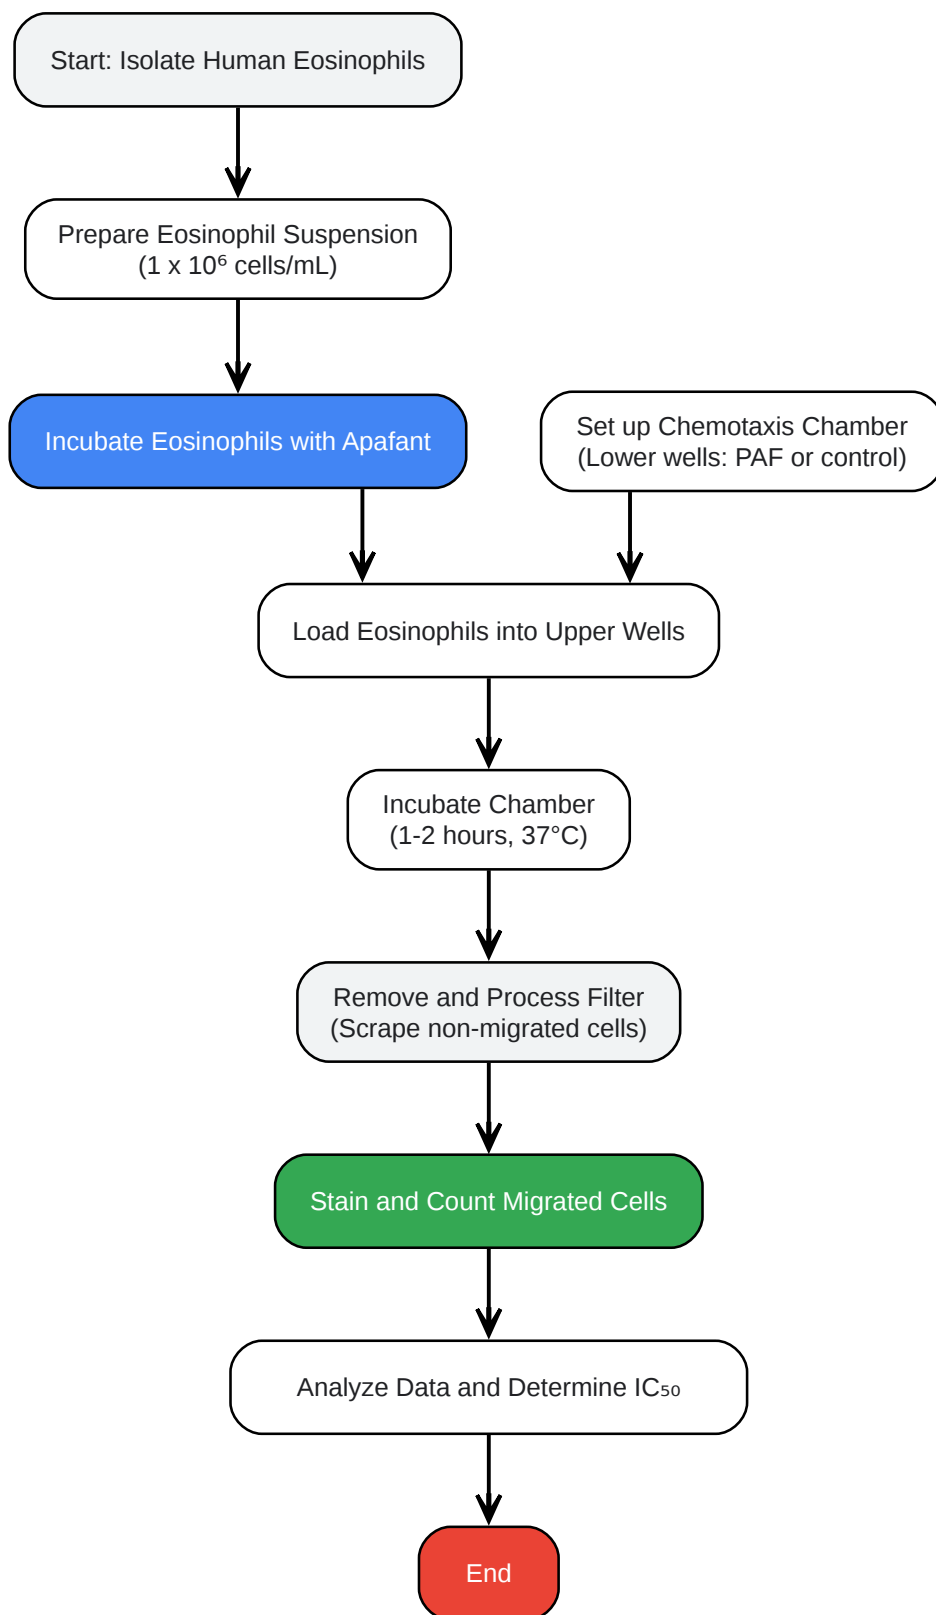 Start: Isolate Human Eosinophils
Prepare Eosinophil Suspension
(1 x 10⁶ cells/mL)
Incubate Eosinophils with Apafant
Set up Chemotaxis Chamber
(Lower wells: PAF or control)
Load Eosinophils into Upper Wells
Incubate Chamber
(1-2 hours, 37°C)
Remove and Process Filter
(Scrape non-migrated cells)
Stain and Count Migrated Cells
Analyze Data and Determine IC₅₀
End